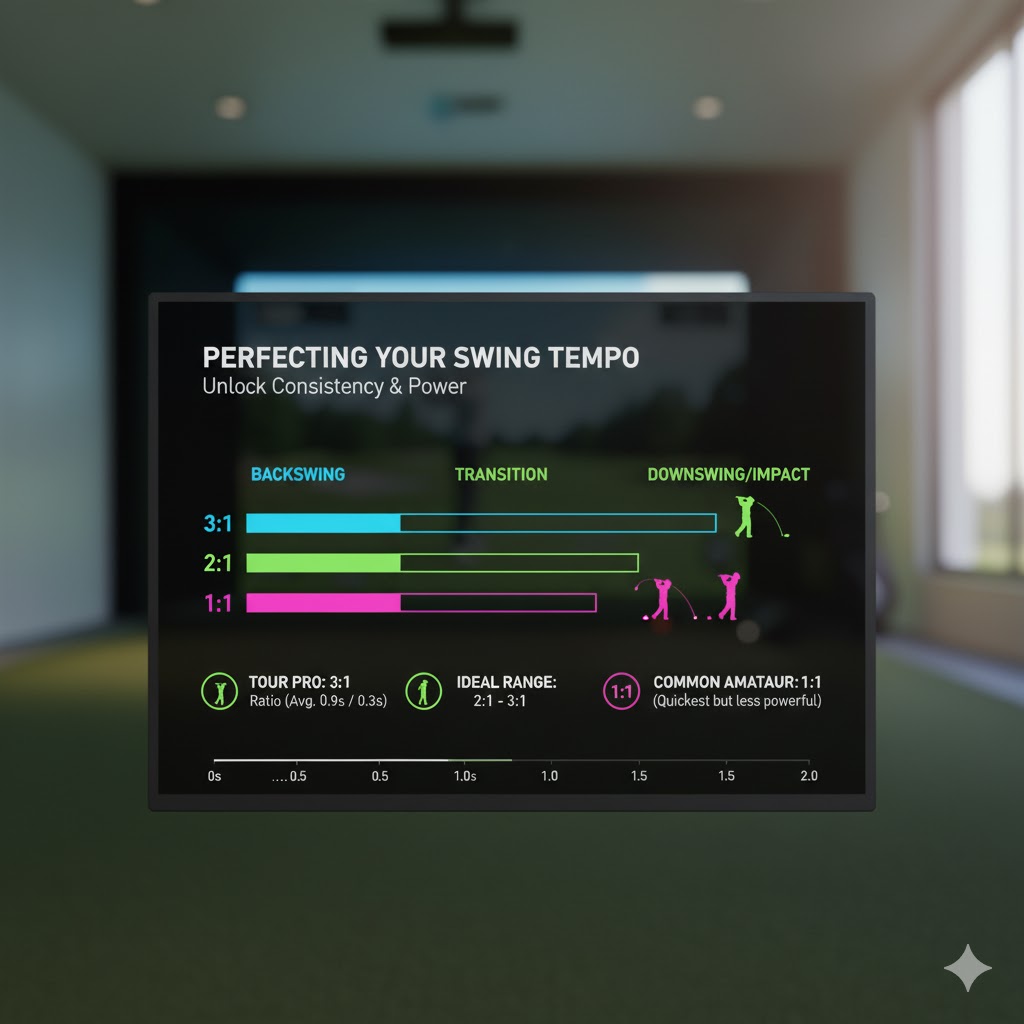 PERFECTING YOUR SWING TEMPO
Unlock Consistency & Power
BACKSWING TRANSITION DOWNSWING/IMPACT
3:1
2:1
1:1
TOUR PRO: 3:1
Ratio (Avg. 0.9s / 0.3s)
IDEAL RANGE:
2:1 - 3:1
1:1
COMMON AMATAUR: 1:1
(Quickest but less powerful)
0s ....0.5 0.5 1.0s 1.0 1.5 1.5 2.0